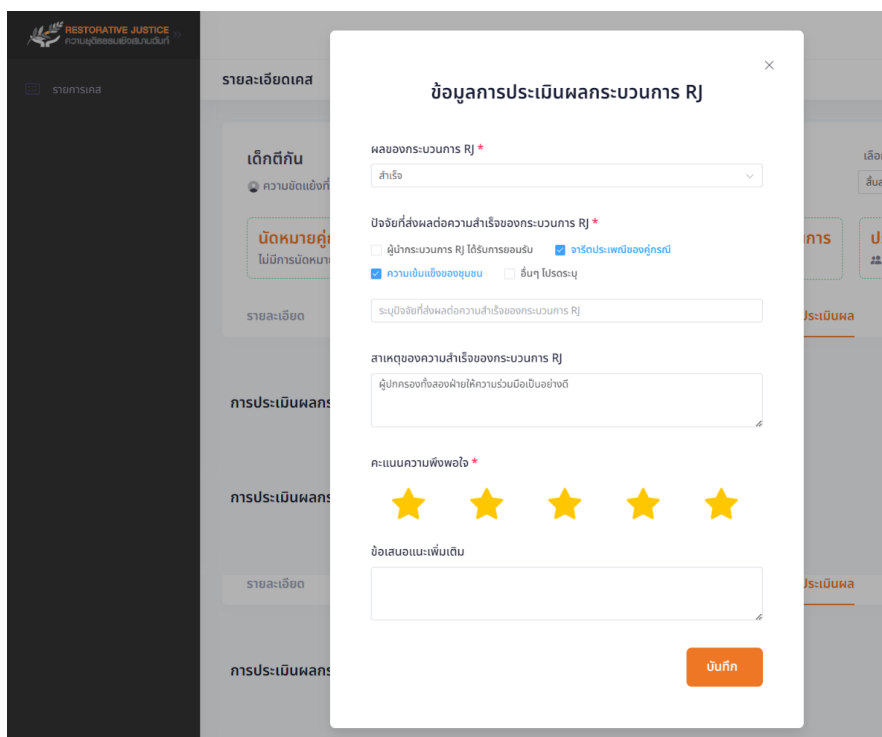 RESTORATIVE JUSTICE
ความยุติธรรมเชิงสมานฉันท์
รายการเคส
รายละเอียดเคส
เด็กตีกัน
ความขัดแย้งที่
นัดหมายคู่
ไม่มีการนัดหมาย
รายละเอียด
การประเมินผล
การประเมินผล
รายละเอียด
การประเมินผล
ข้อมูลการประเมินผลกระบวนการ RJ
ผลของกระบวนการ RJ *
สำเร็จ
ปัจจัยที่ส่งผลต่อความสำเร็จของกระบวนการ RJ *
ผู้นำกระบวนการ RJ ได้รับการยอมรับ จารีตประเพณีของคู่กรณี
ความเข้มแข็งของชุมชน อื่นๆ โปรดระบุ
ระบุปัจจัยที่ส่งผลต่อความสำเร็จของกระบวนการ RJ
สาเหตุของความสำเร็จของกระบวนการ RJ
ผู้ปกครองทั้งสองฝ่ายให้ความร่วมมือเป็นอย่างดี
คะแนนความพึงพอใจ *
ข้อเสนอแนะเพิ่มเติม
บันทึก
การ
ประเมินผล
ประเมินผล